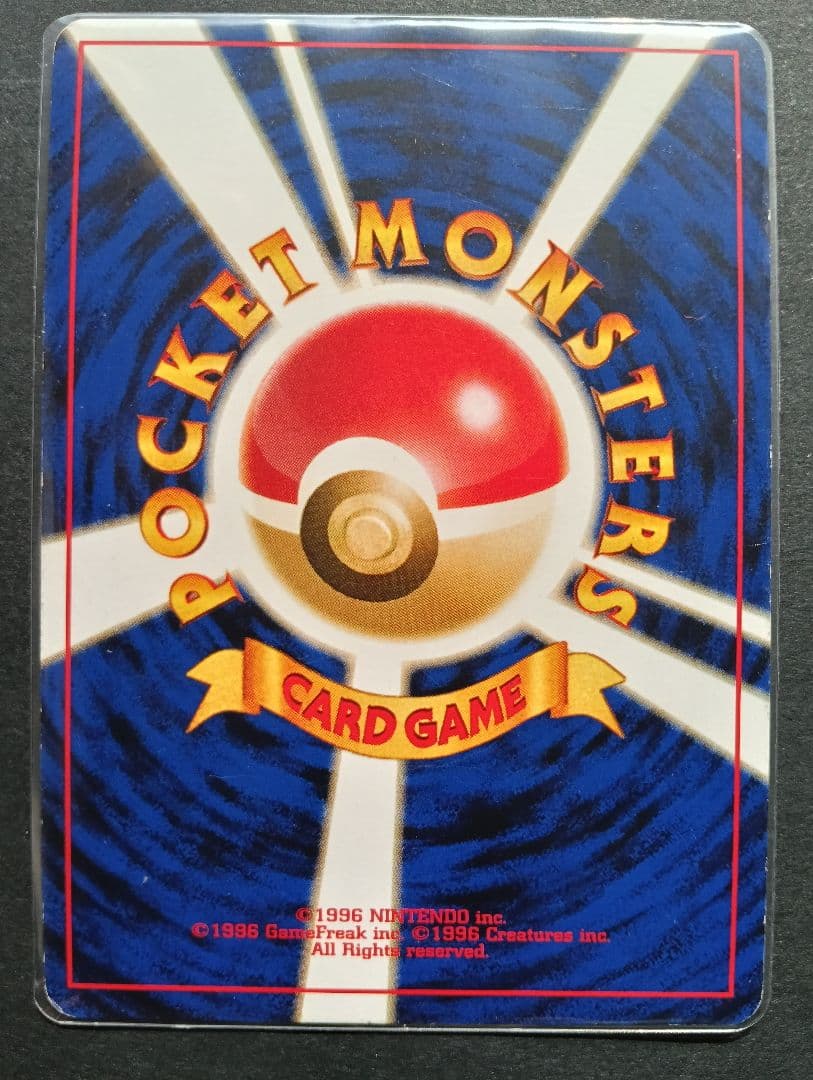 POCKET MONSTERS
CARD GAME
©1996 NINTENDO inc.
©1996 GameFreak inc. ©1996 Creatures inc.
All Rights reserved.